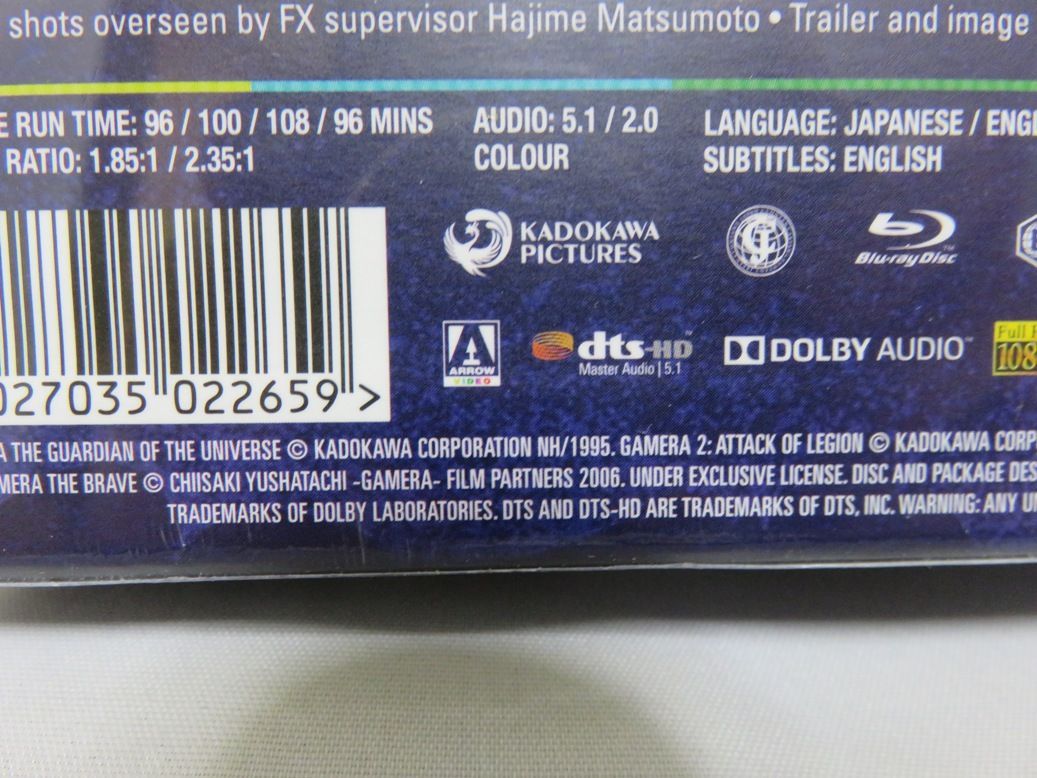 shots overseen by FX supervisor Hajime Matsumoto • Trailer and image
E RUN TIME: 96 / 100 / 108 / 96 MINS
RATIO: 1.85:1 / 2.35:1
AUDIO: 5.1 / 2.0
COLOUR
LANGUAGE: JAPANESE / ENGL
SUBTITLES: ENGLISH
KADOKAWA
PICTURES
Blu-ray Disc™
027035 022659 >
ARROW
VIDEO
dts-HD™
Master Audio | 5.1
DOLBY AUDIO™
Full
108
A THE GUARDIAN OF THE UNIVERSE © KADOKAWA CORPORATION NH/1995. GAMERA 2: ATTACK OF LEGION © KADOKAWA CORP
MERA THE BRAVE © CHIISAKI YUSHATACHI -GAMERA- FILM PARTNERS 2006. UNDER EXCLUSIVE LICENSE. DISC AND PACKAGE DES
TRADEMARKS OF DOLBY LABORATORIES. DTS AND DTS-HD ARE TRADEMARKS OF DTS, INC. WARNING: ANY UN